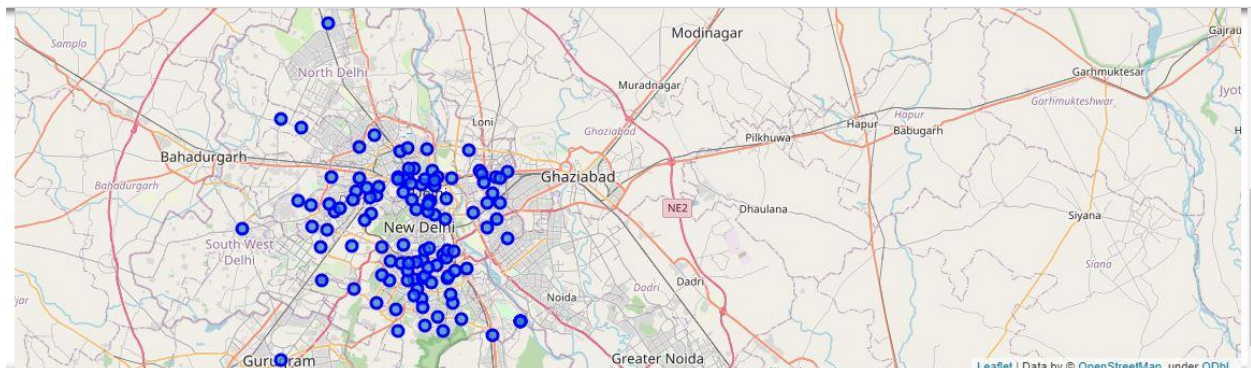 Sampla
North Delhi
Modinagar
Gajrau
Garhmuktesar
Muradnagar
Jyot
Garhmukteshwar
Loni
Ghaziabad
Hapur
Hapur
Pilkhuwa
Babugarh
Bahadurgarh
Bahadurgarh
Ghaziabad
NE2
Dhaulana
Siyana
New Delhi
South West
Delhi
Siana
Dadri
Dadri
Noida
Greater Noida
Leaflet | Data by © OpenStreetMap, under ODbL.